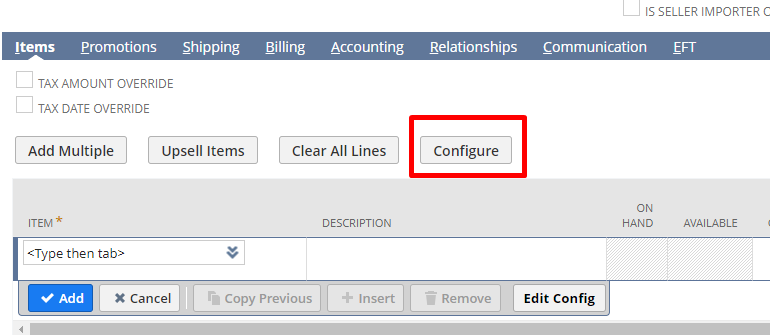 IS SELLER IMPORTER O
Items Promotions Shipping Billing Accounting Relationships Communication EFT
TAX AMOUNT OVERRIDE
TAX DATE OVERRIDE
Add Multiple Upsell Items Clear All Lines Configure
ITEM * DESCRIPTION ON HAND AVAILABLE
<Type then tab>
Add Cancel Copy Previous Insert Remove Edit Config